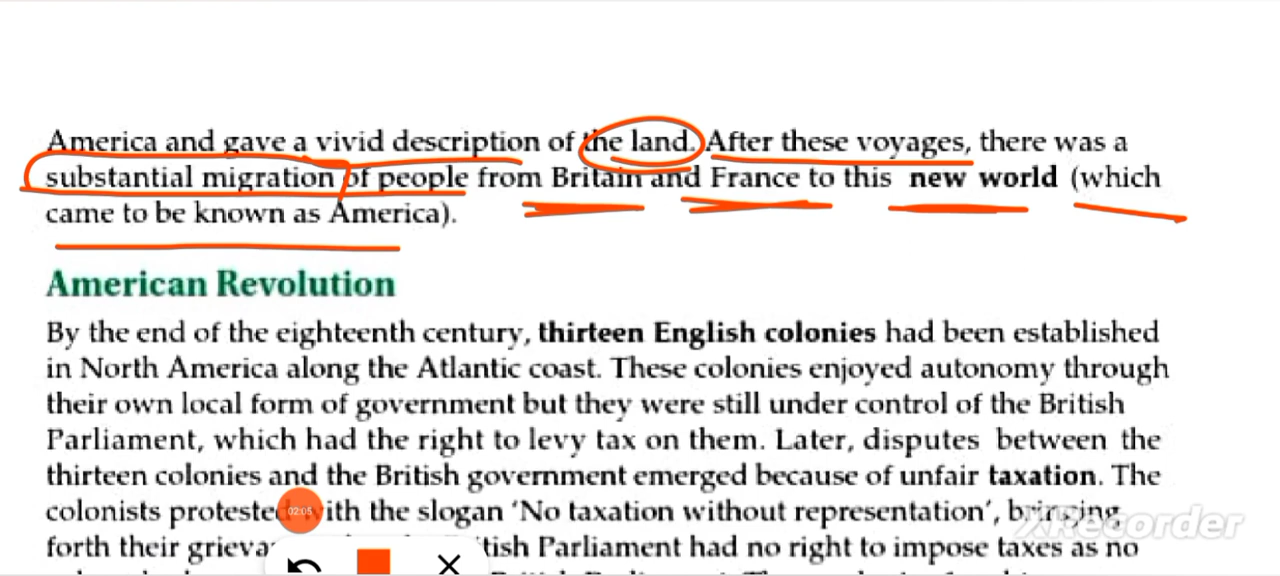 America and gave a vivid description of the land. After these voyages, there was a
substantial migration of people from Britain and France to this new world (which
came to be known as America).
American Revolution
By the end of the eighteenth century, thirteen English colonies had been established
in North America along the Atlantic coast. These colonies enjoyed autonomy through
their own local form of government but they were still under control of the British
Parliament, which had the right to levy tax on them. Later, disputes between the
thirteen colonies and the British government emerged because of unfair taxation. The
colonists protested with the slogan ‘No taxation without representation’, bringing
02:05
XRecorder
forth their Parliament had no right to impose taxes as no